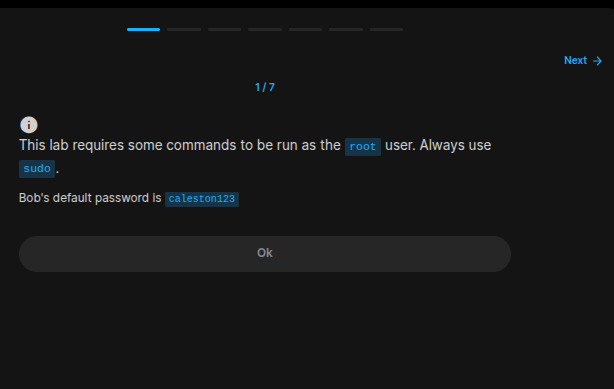 Next →
1 / 7
This lab requires some commands to be run as the root user. Always use
sudo .
Bob's default password is caleston123
Ok